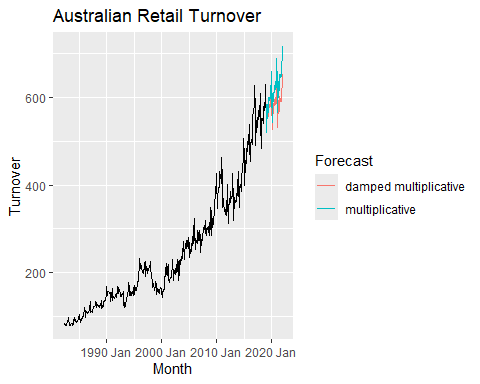 Australian Retail Turnover
600
400
200
Turnover
1990 Jan 2000 Jan 2010 Jan 2020 Jan
Month
Forecast
damped multiplicative
multiplicative